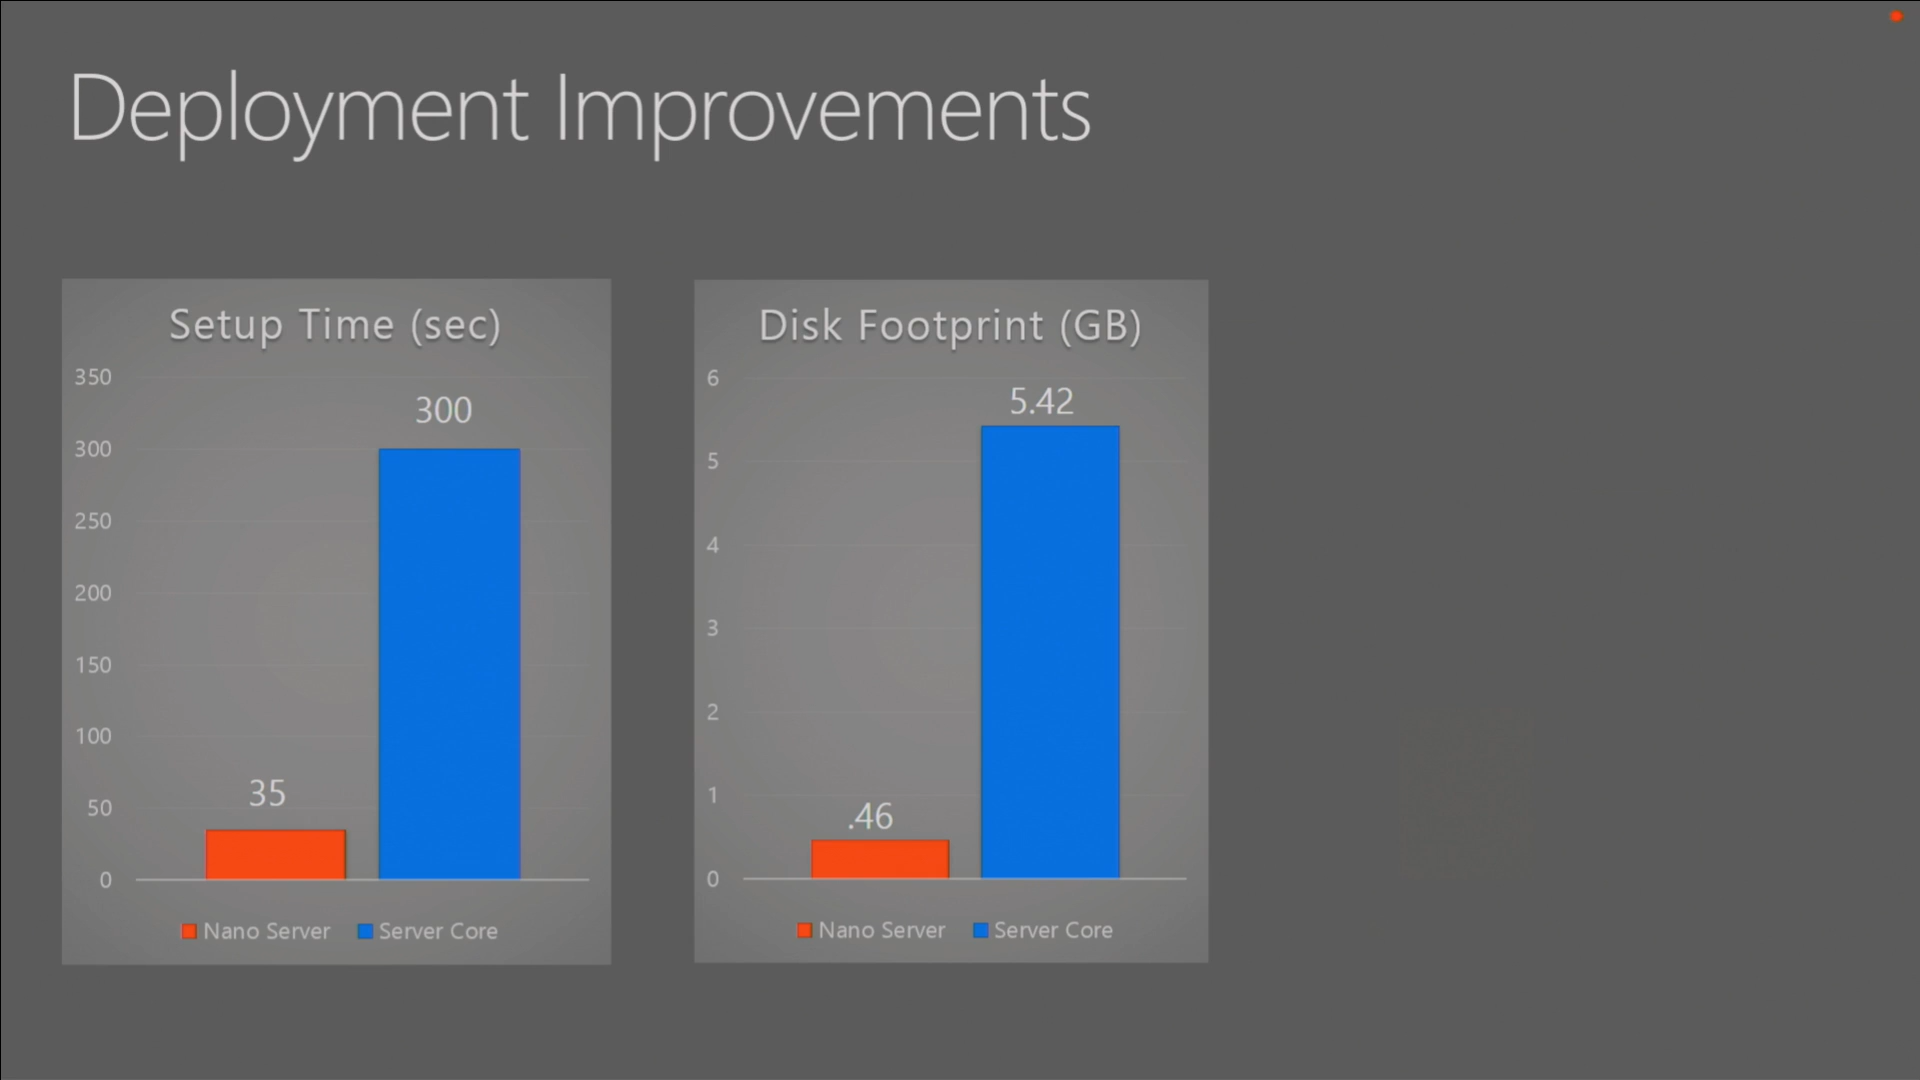 Deployment Improvements
Setup Time (sec)
350
300
250
200
150
100
50
0
300
35
Nano Server
Server Core
Disk Footprint (GB)
6
5
4
3
2
1
0
5.42
.46
Nano Server
Server Core